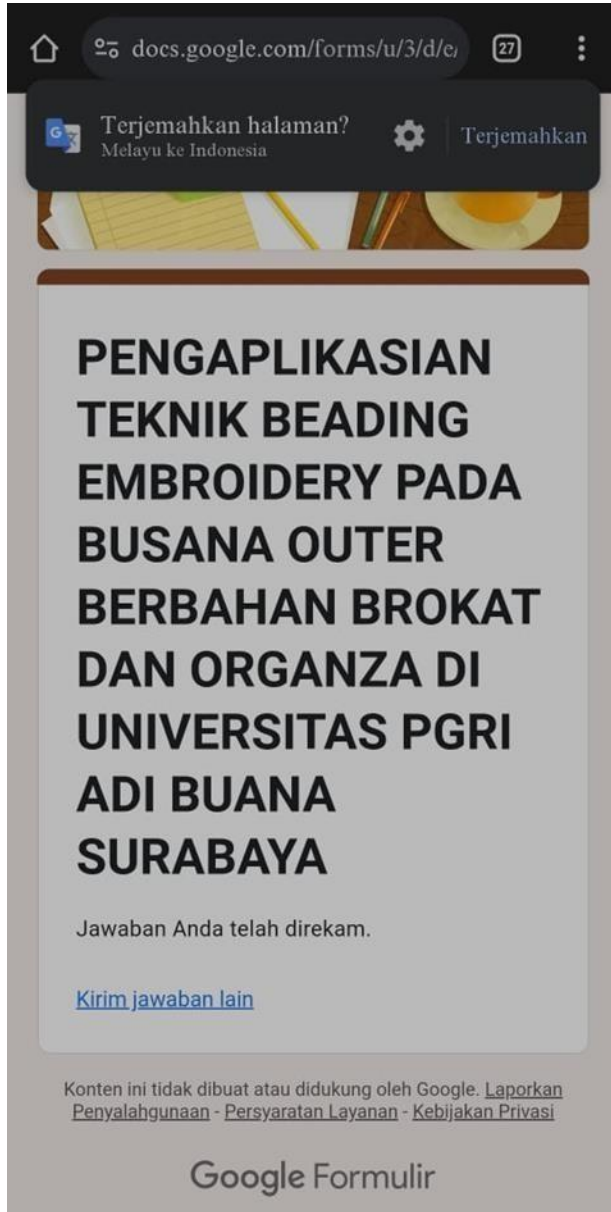 docs.google.com/forms/u/3/d/e/
27
Terjemahkan halaman?
Melayu ke Indonesia
Terjemahkan
PENGAPLIKASIAN
TEKNIK BEADING
EMBROIDERY PADA
BUSANA OUTER
BERBAHAN BROKAT
DAN ORGANZA DI
UNIVERSITAS PGRI
ADI BUANA
SURABAYA
Jawaban Anda telah direkam.
Kirim jawaban lain
Konten ini tidak dibuat atau didukung oleh Google. Laporkan
Penyalahgunaan - Persyaratan Layanan - Kebijakan Privasi
Google Formulir